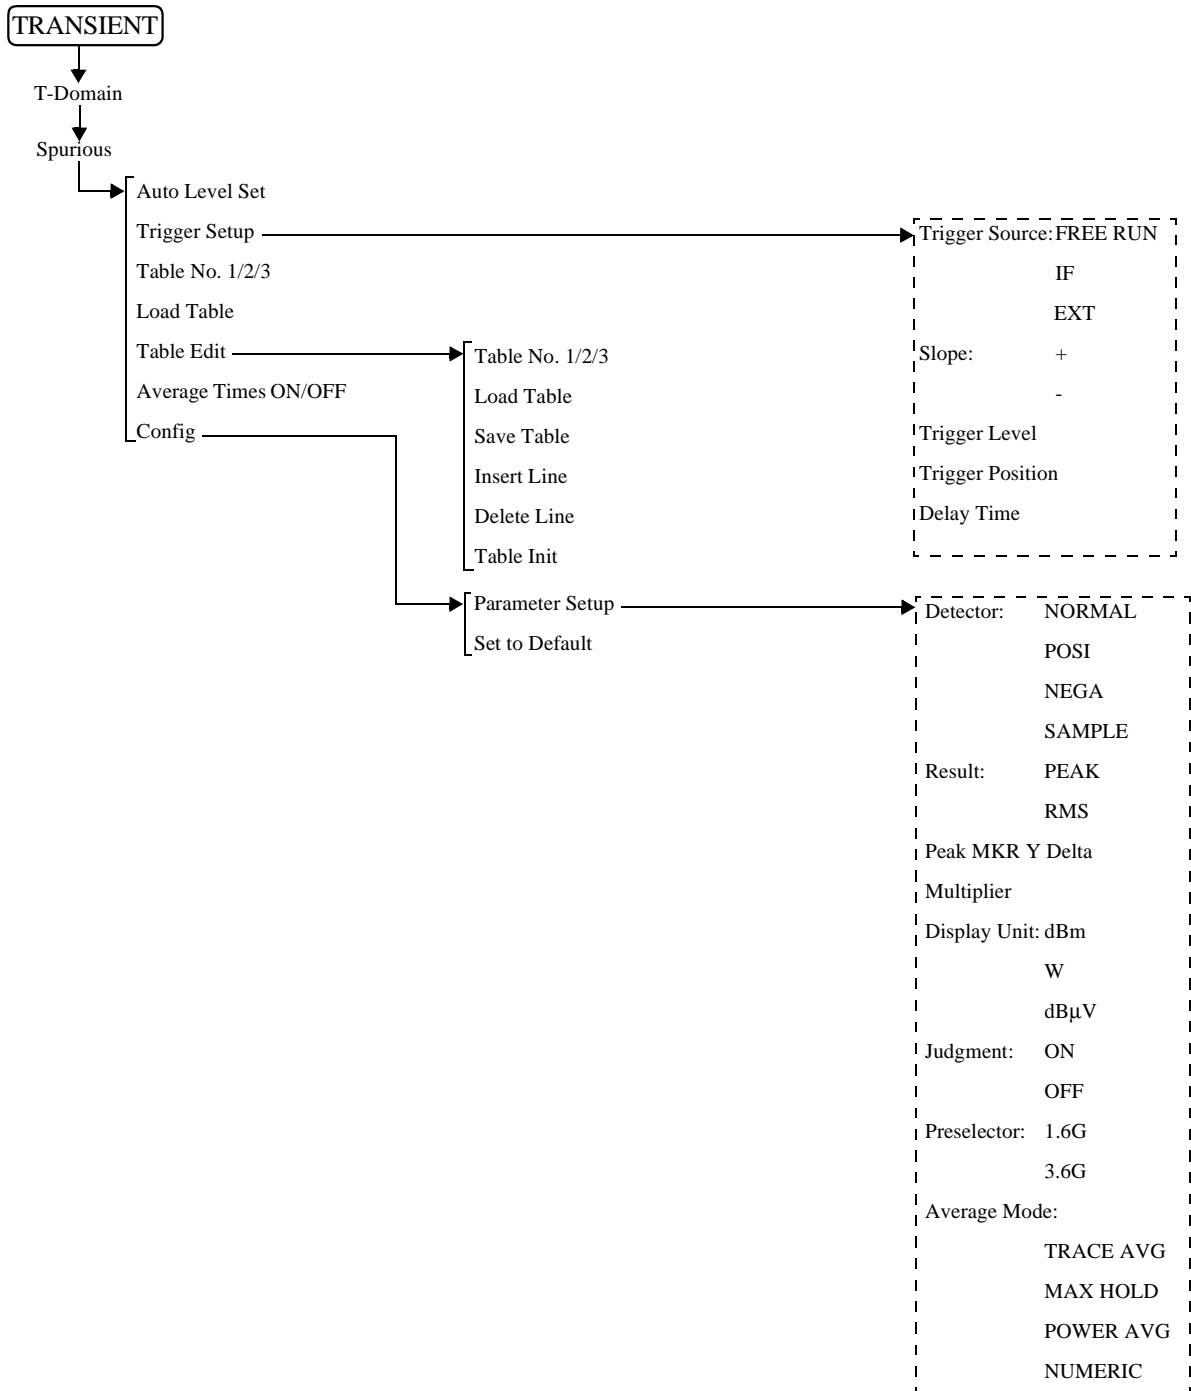 TRANSIENT
T-Domain
Spurious
Auto Level Set
Trigger Setup
Table No. 1/2/3
Load Table
Table Edit
Average Times ON/OFF
Config
Table No. 1/2/3
Load Table
Save Table
Insert Line
Delete Line
Table Init
Parameter Setup
Set to Default
Trigger Source: FREE RUN
IF
EXT
Slope: +
-
Trigger Level
Trigger Position
Delay Time
Detector: NORMAL
POSI
NEGA
SAMPLE
Result: PEAK
RMS
Peak MKR Y Delta
Multiplier
Display Unit: dBm
W
dBμV
Judgment: ON
OFF
Preselector: 1.6G
3.6G
Average Mode:
TRACE AVG
MAX HOLD
POWER AVG
NUMERIC